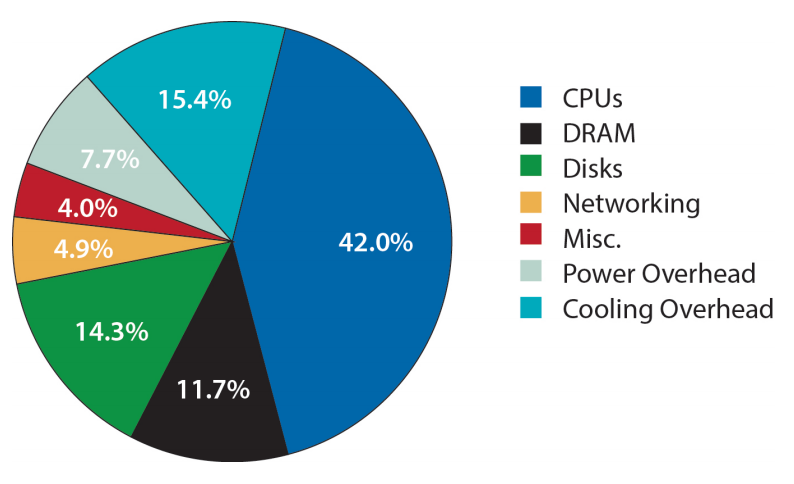 15.4%
7.7%
4.0%
4.9%
14.3%
11.7%
42.0%
CPUs
DRAM
Disks
Networking
Misc.
Power Overhead
Cooling Overhead